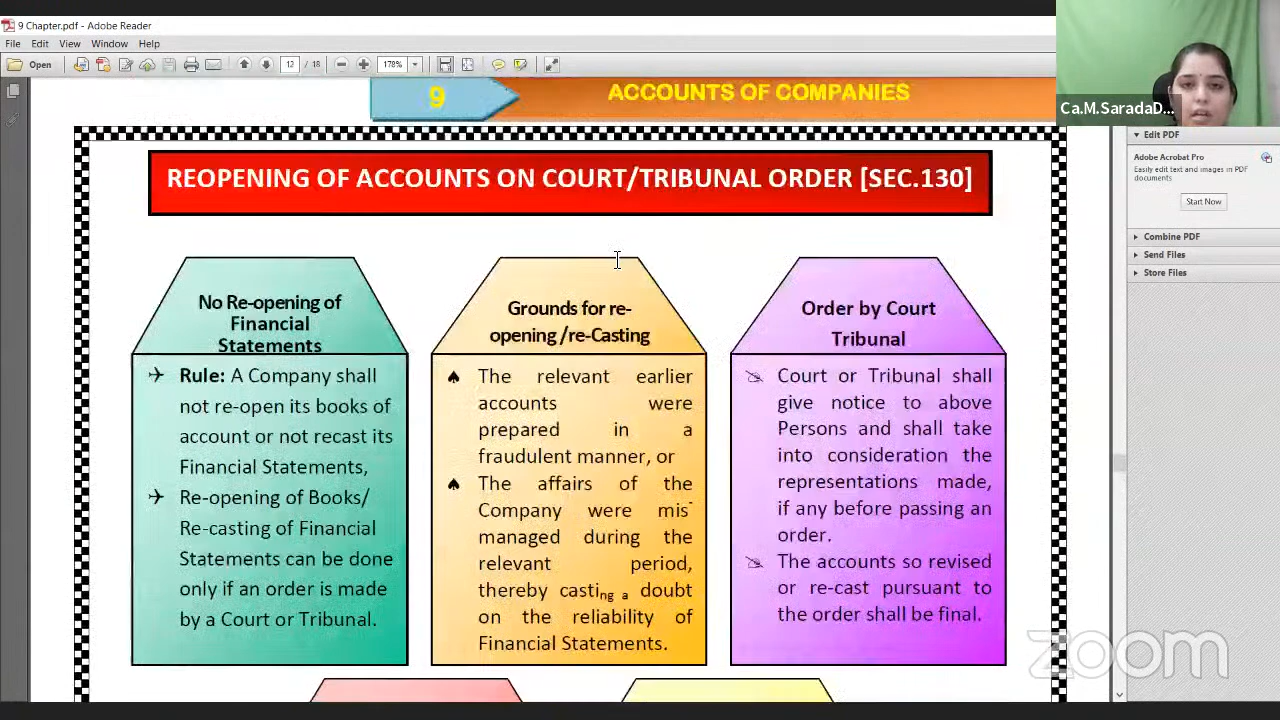 9 Chapter.pdf - Adobe Reader
File Edit View Window Help
Open
12 / 18
178%
9
ACCOUNTS OF COMPANIES
Ca.M.SaradaD...
Edit PDF
Adobe Acrobat Pro
Easily edit text and images in PDF
documents
Start Now
Combine PDF
Send Files
Store Files
REOPENING OF ACCOUNTS ON COURT/TRIBUNAL ORDER [SEC.130]
No Re-opening of
Financial
Statements
Rule: A Company shall
not re-open its books of
account or not recast its
Financial Statements,
Re-opening of Books/
Re-casting of Financial
Statements can be done
only if an order is made
by a Court or Tribunal.
Grounds for re-
opening /re-Casting
The relevant earlier
accounts were
prepared in a
fraudulent manner, or
The affairs of the
Company were mis-
managed during the
relevant period,
thereby casting a doubt
on the reliability of
Financial Statements.
Order by Court
Tribunal
Court or Tribunal shall
give notice to above
Persons and shall take
into consideration the
representations made,
if any before passing an
order.
The accounts so revised
or re-cast pursuant to
the order shall be final.
zoom